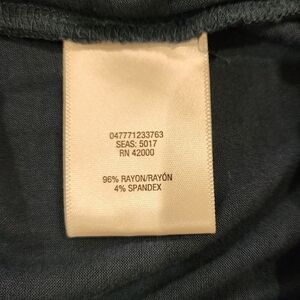 047771233763
SEAS: 5017
RN 42000
96% RAYON/RAYÓN
4% SPANDEX